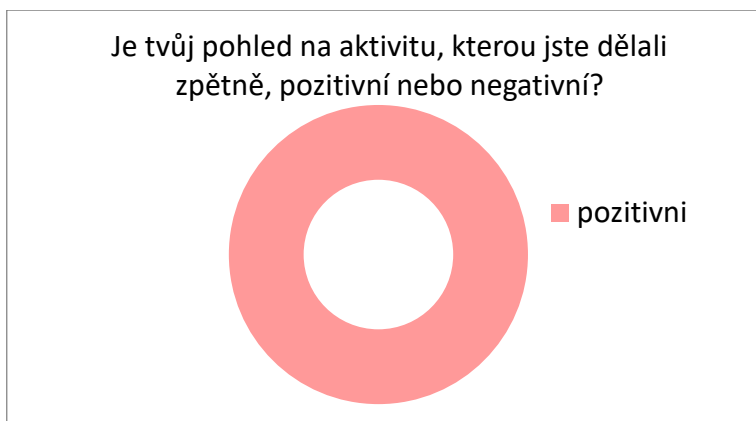 Je tvůj pohled na aktivitu, kterou jste dělali
zpětně, pozitivní nebo negativní?
pozitivni